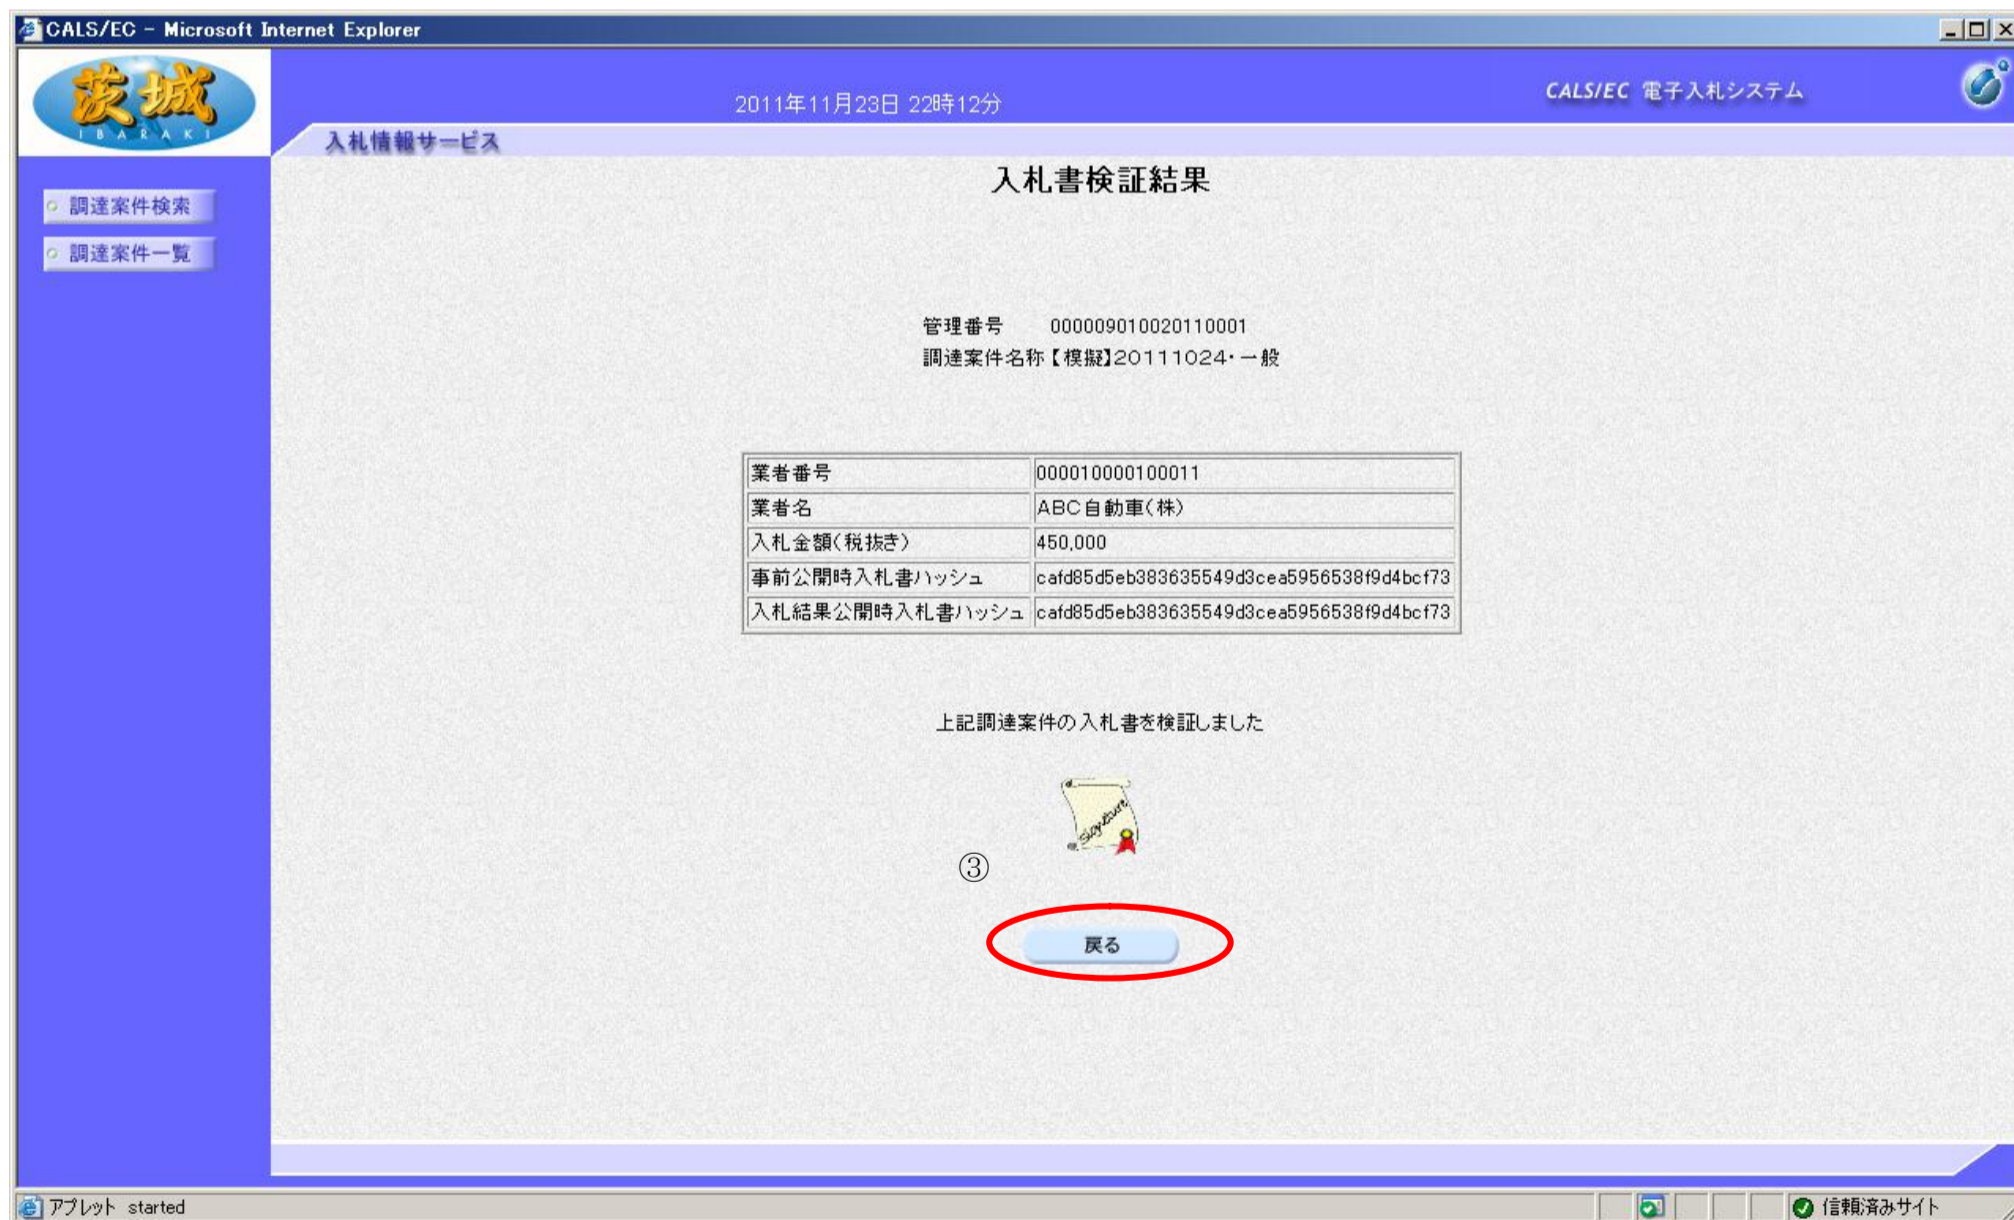 CALS/EC - Microsoft Internet Explorer
茨城
IBARAKI
2011年11月23日 22時12分
CALS/EC 電子入札システム
入札情報サービス
調達案件検索
調達案件一覧
入札書検証結果
管理番号 000009010020110001
調達案件名称【模擬】20111024・一般
業者番号 000010000100011
業者名 ABC自動車(株)
入札金額(税抜き) 450,000
事前公開時入札書ハッシュ cafd85d5eb383635549d3cea5956538f9d4bcf73
入札結果公開時入札書ハッシュ cafd85d5eb383635549d3cea5956538f9d4bcf73
上記調達案件の入札書を検証しました
Signature
③
戻る
アプレット started
信頼済みサイト